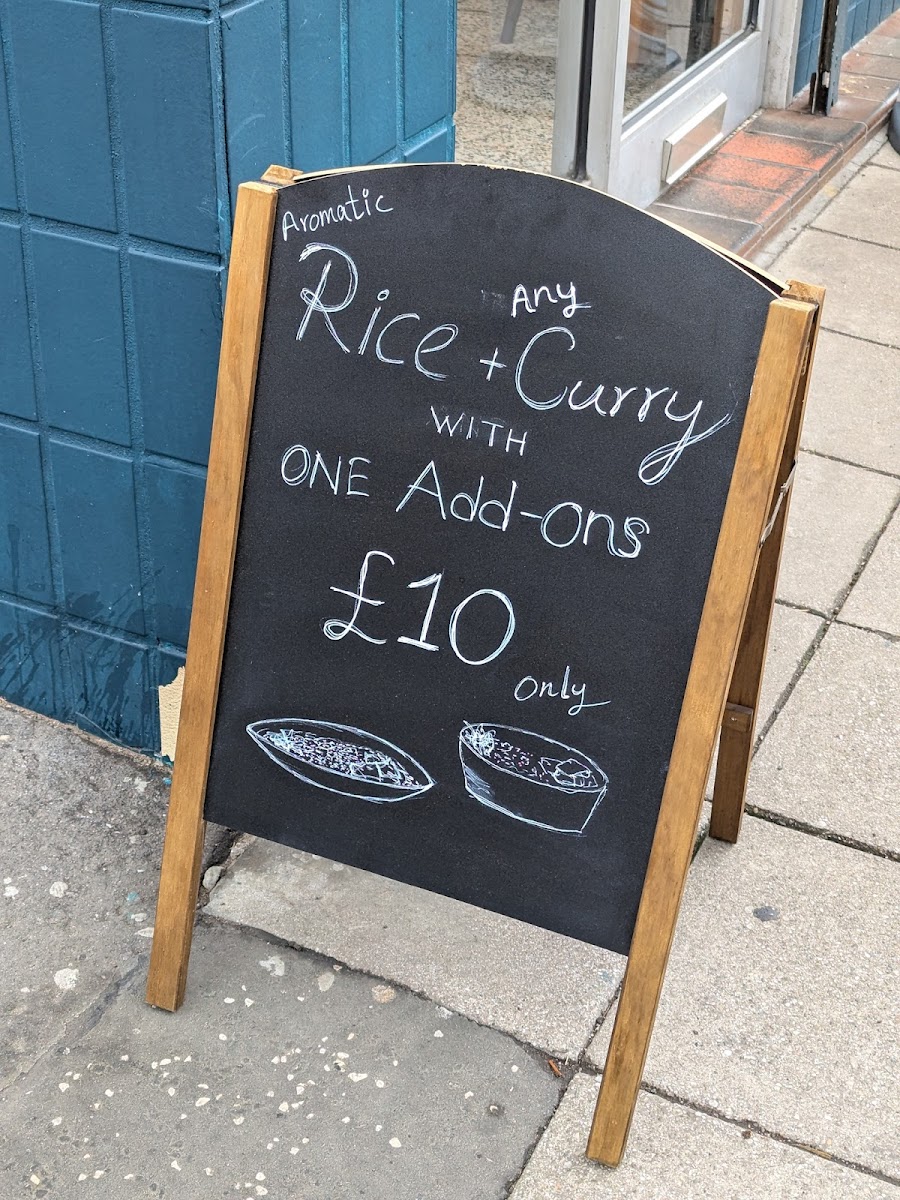 Aromatic
Any
Rice + Curry
WITH
ONE Add-ons
£10
only